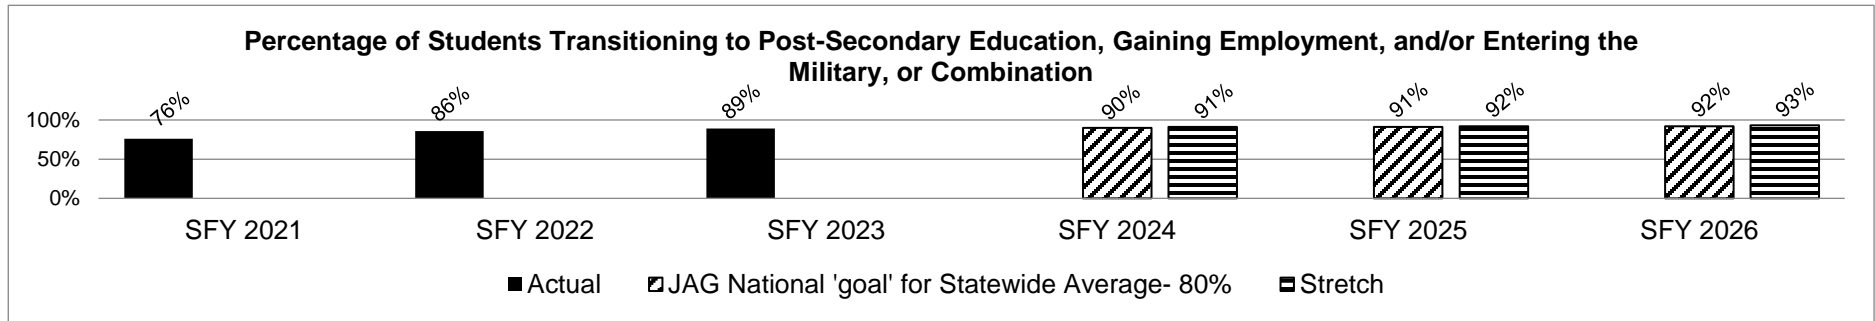 Percentage of Students Transitioning to Post-Secondary Education, Gaining Employment, and/or Entering the
Military, or Combination
76%
86%
89%
90%
91%
91%
92%
92%
93%
100%
50%
0%
SFY 2021
SFY 2022
SFY 2023
SFY 2024
SFY 2025
SFY 2026
Actual
JAG National 'goal' for Statewide Average- 80%
Stretch